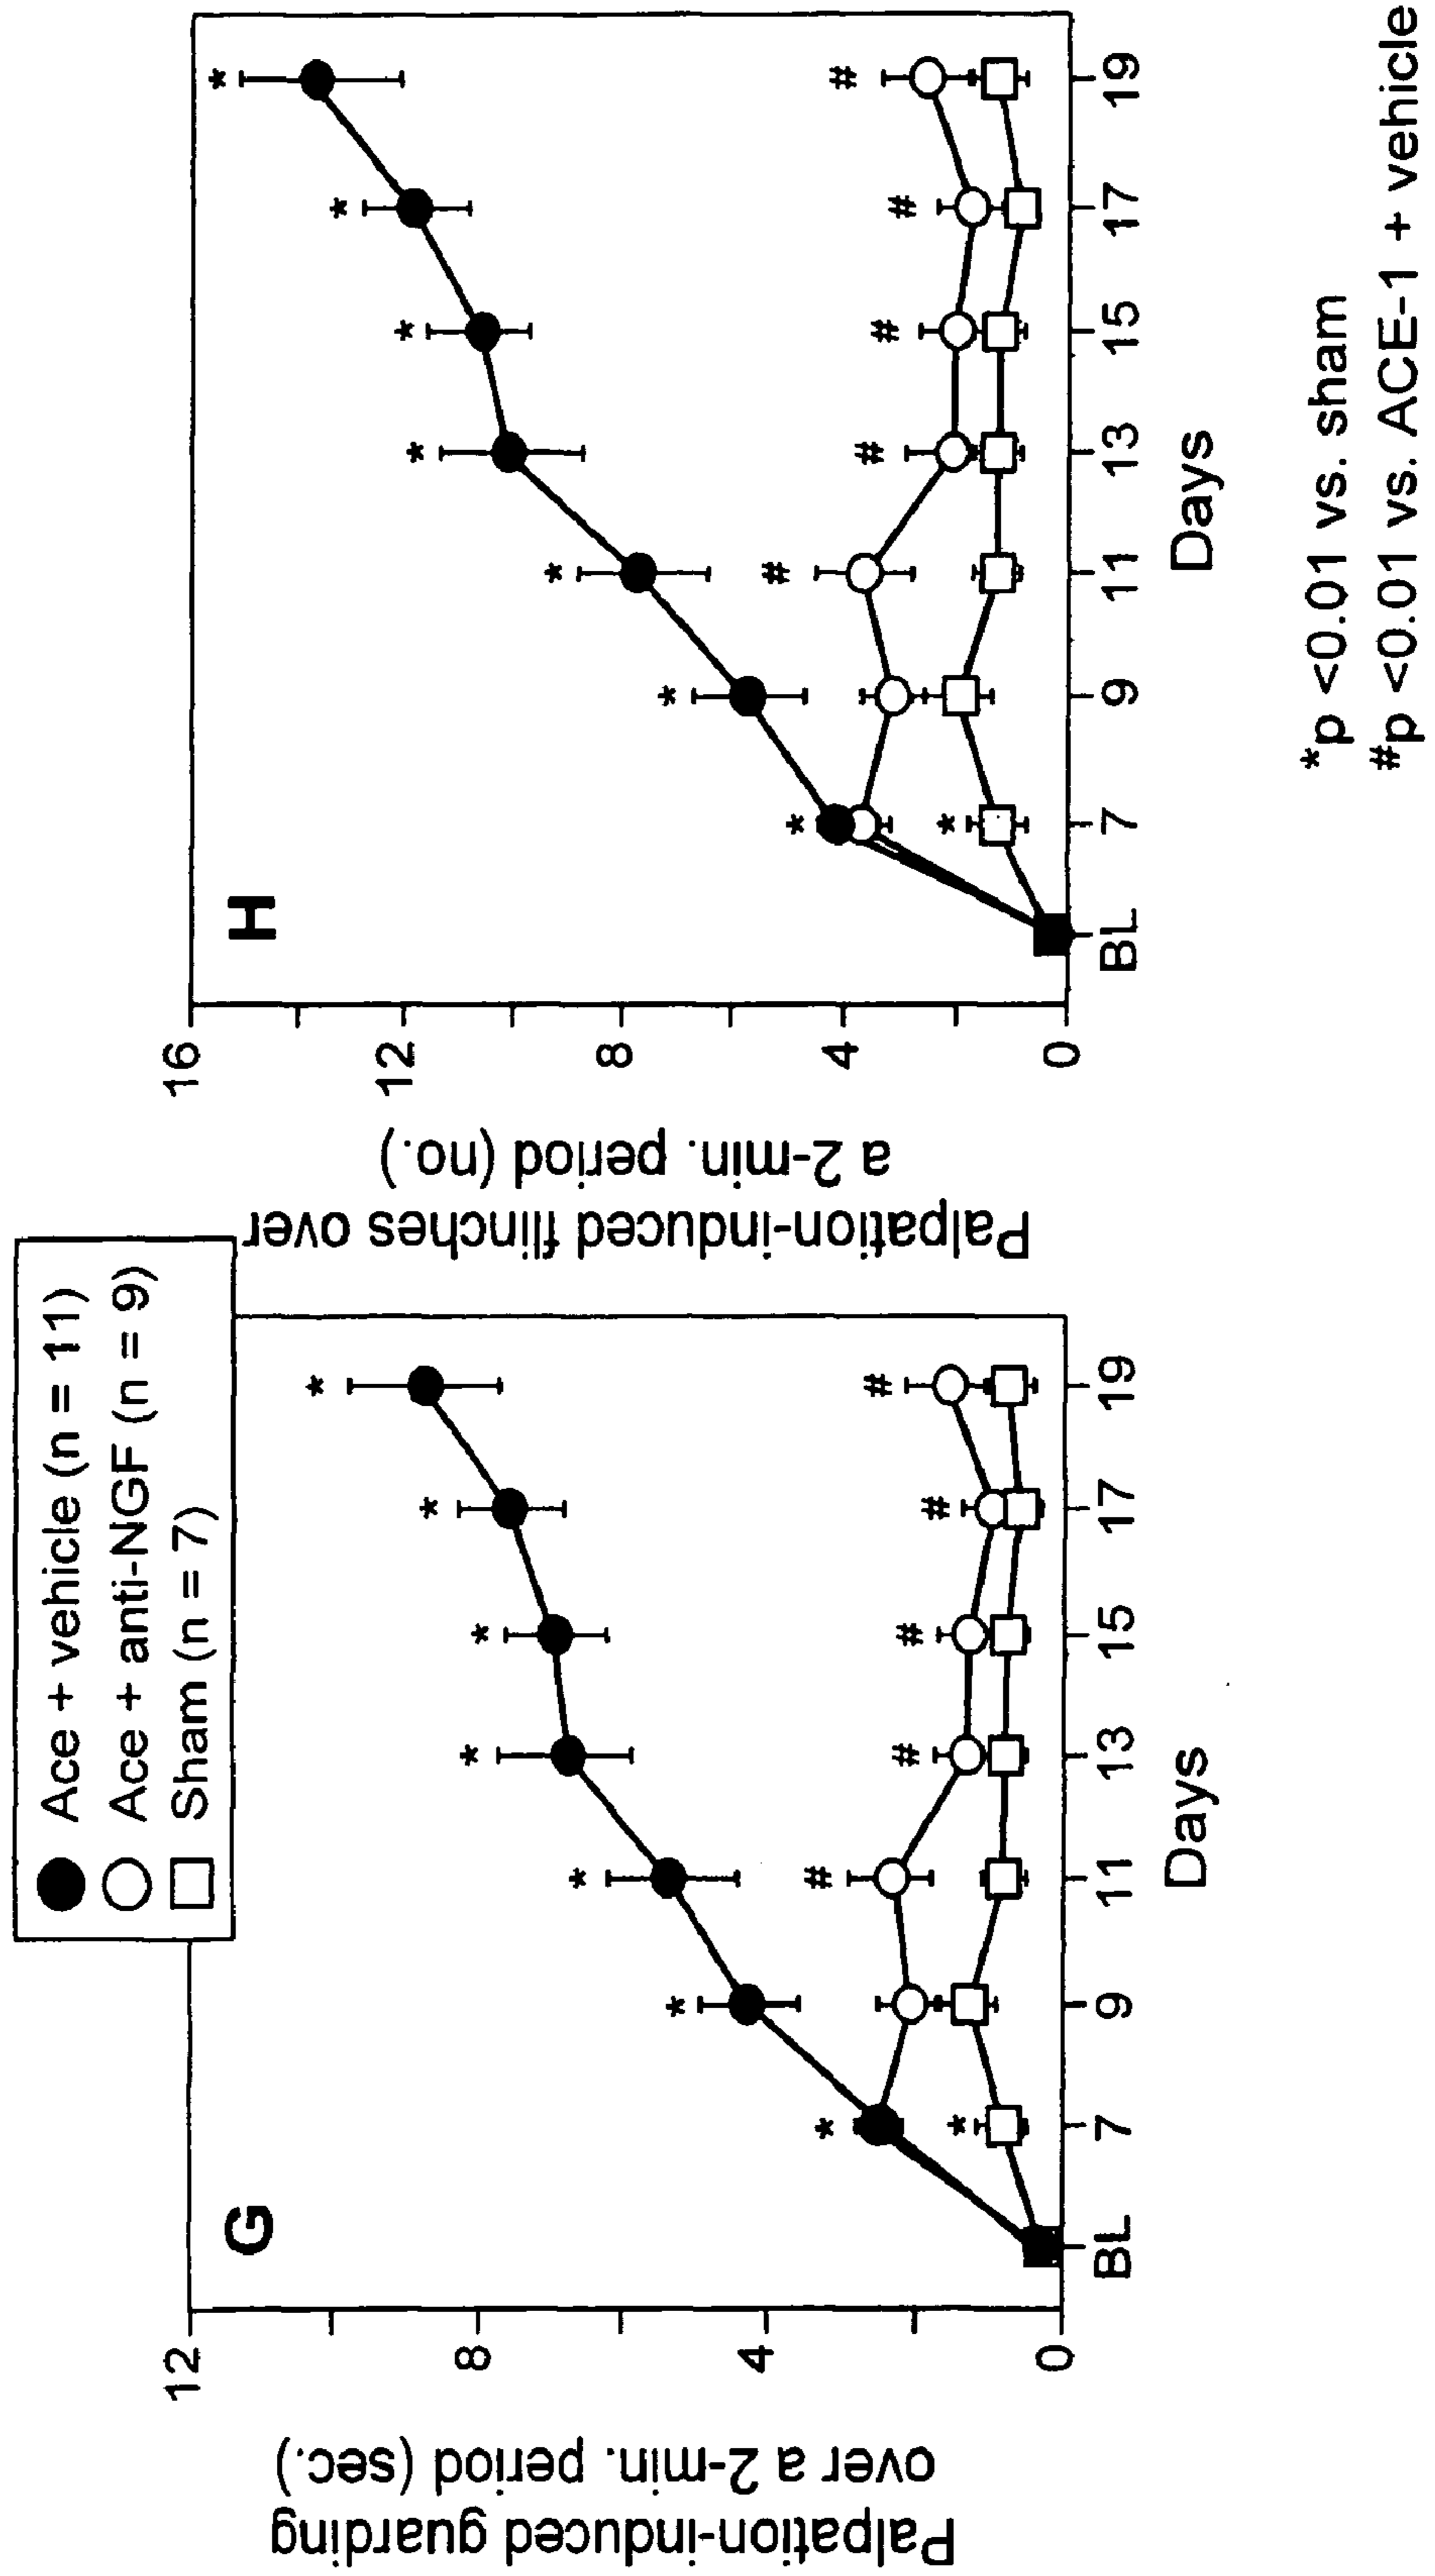 Ace + vehicle (n = 11)
Ace + anti-NGF (n = 9)
Sham (n = 7)
G
Palpation-induced guarding
over a 2-min. period (sec.)
12
8
4
0
* * * * * * *
*
# # # # #
BL 7 9 11 13 15 17 19
Days
H
Palpation-induced flinches over
a 2-min. period (no.)
16
12
8
4
0
* * * * * * *
*
# # # # #
BL 7 9 11 13 15 17 19
Days
*p <0.01 vs. sham
#p <0.01 vs. ACE-1 + vehicle